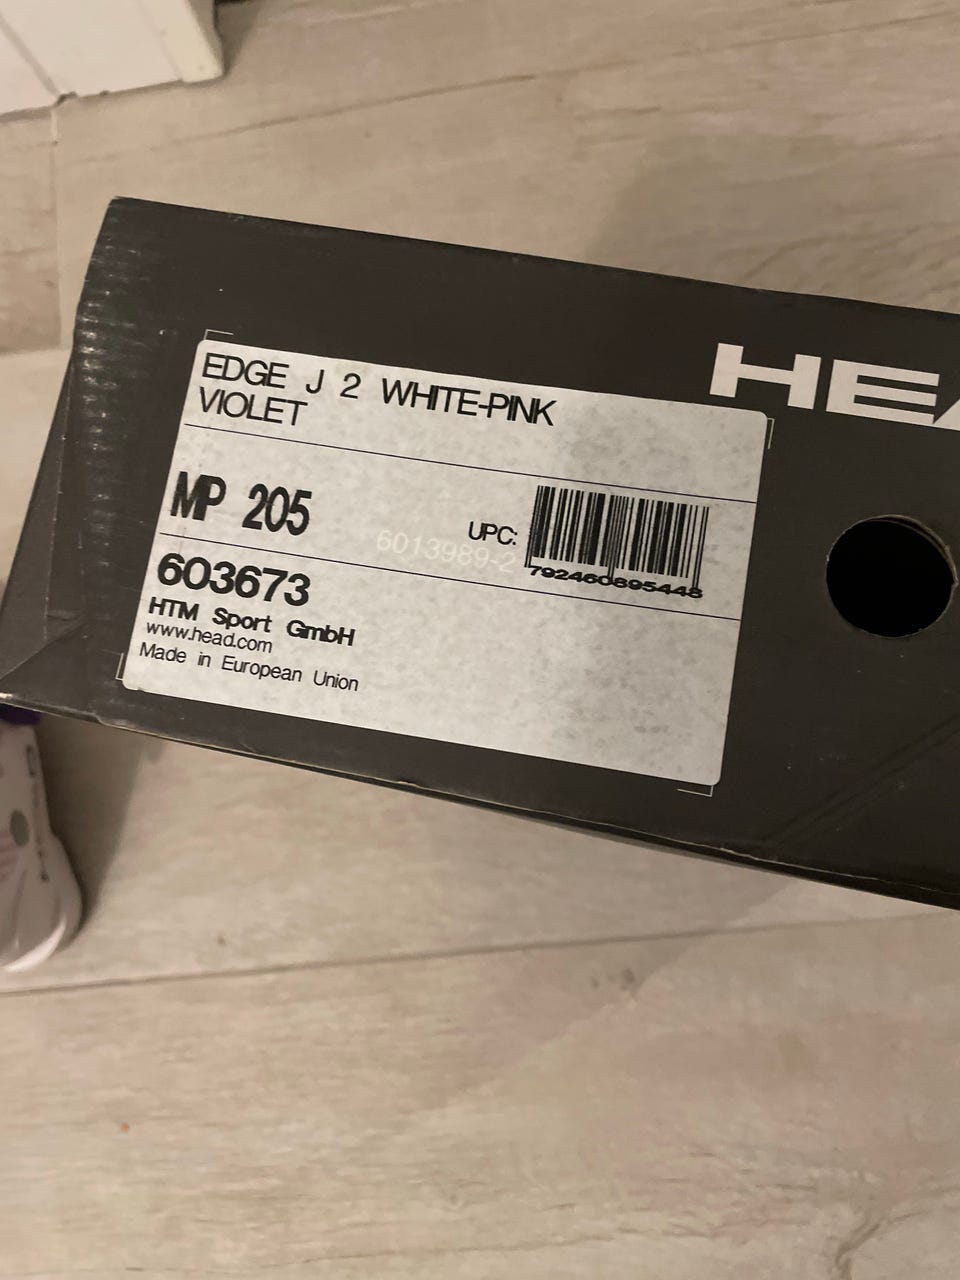 HEA
EDGE J 2 WHITE-PINK
VIOLET
MP 205
UPC:
792460895448
6013989-2
603673
HTM Sport GmbH
www.head.com
Made in European Union